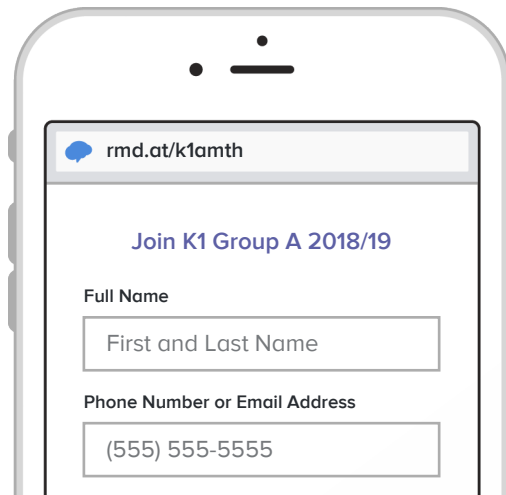 rmd.at/k1amth
Join K1 Group A 2018/19
Full Name
First and Last Name
Phone Number or Email Address
(555) 555-5555